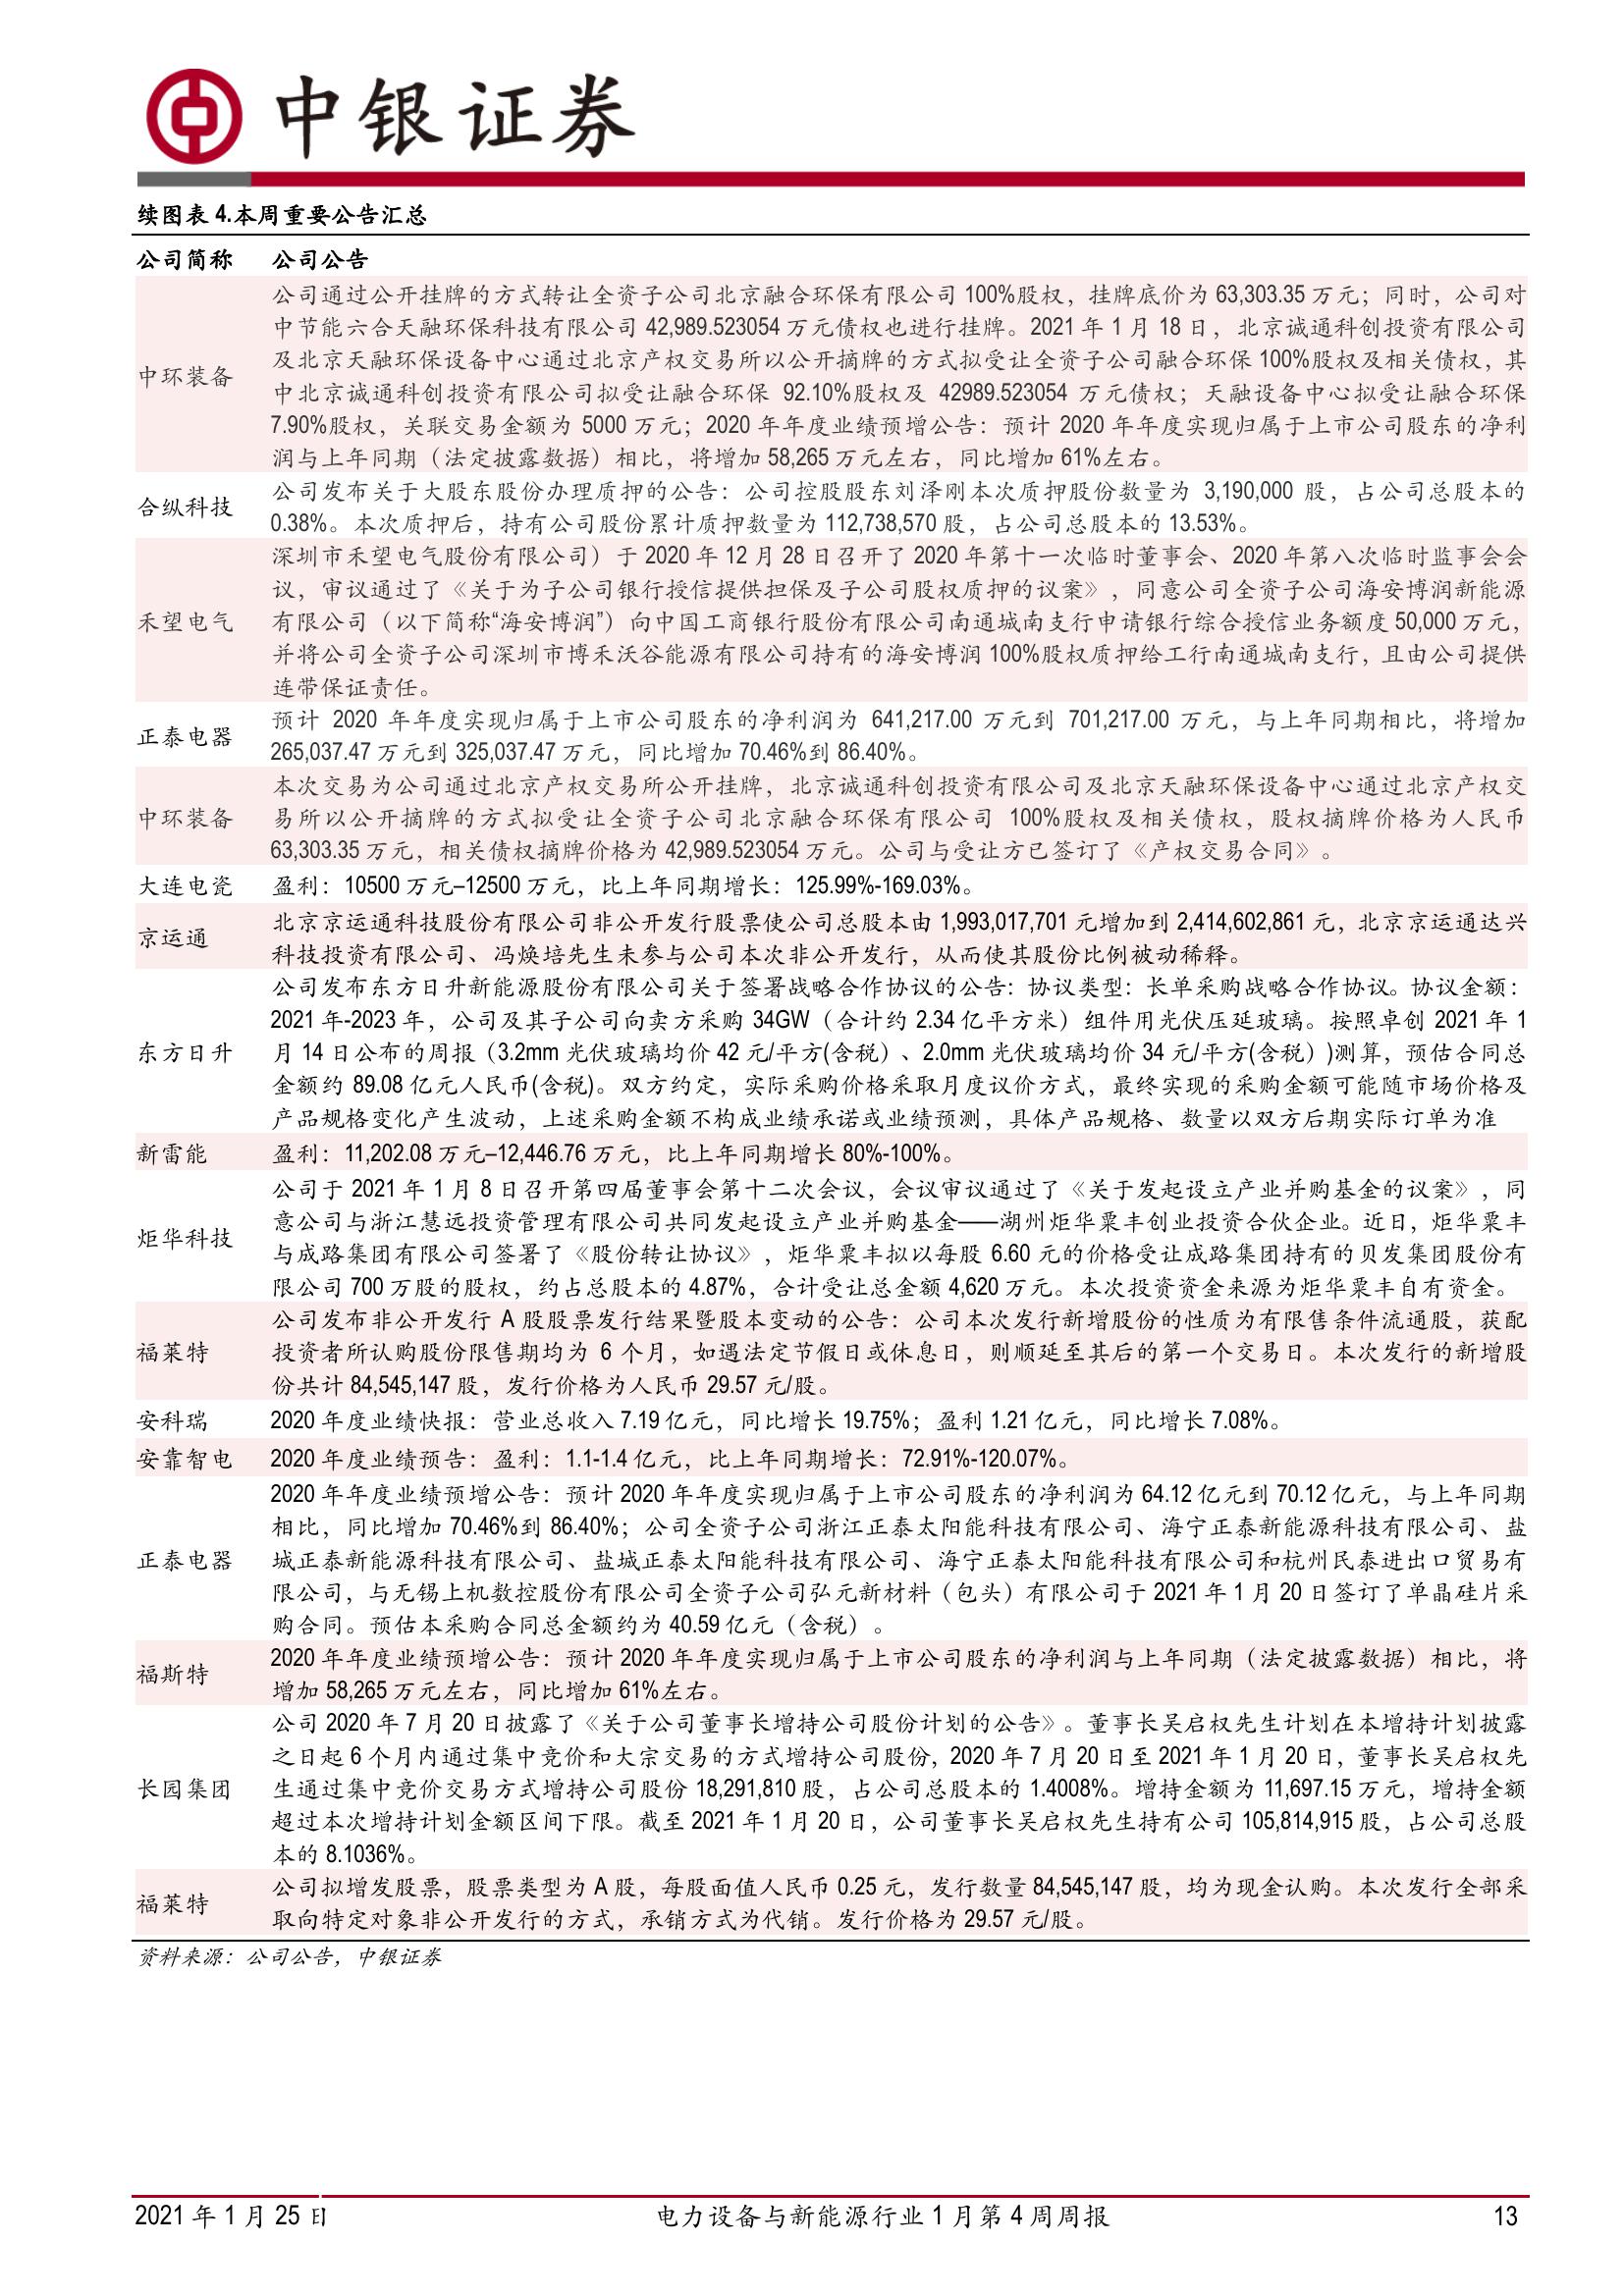 中银证券
续图表 4.本周重要公告汇总
公司简称 公司公告
中环装备
公司通过公开挂牌的方式转让全资子公司北京融合环保有限公司 100%股权，挂牌底价为 63,303.35 万元；同时，公司对
中节能六合天融环保科技有限公司 42,989.523054 万元债权也进行挂牌。2021 年 1 月 18 日，北京诚通科创投资有限公司
及北京天融环保设备中心通过北京产权交易所以公开摘牌的方式拟受让全资子公司融合环保 100%股权及相关债权，其
中北京诚通科创投资有限公司拟受让融合环保 92.10%股权及 42989.523054 万元债权；天融设备中心拟受让融合环保
7.90%股权，关联交易金额为 5000 万元；2020 年年度业绩预增公告：预计 2020 年年度实现归属于上市公司股东的净利
润与上年同期（法定披露数据）相比，将增加 58,265 万元左右，同比增加 61%左右。
合纵科技
公司发布关于大股东股份办理质押的公告：公司控股股东刘泽刚本次质押股份数量为 3,190,000 股，占公司总股本的
0.38%。本次质押后，持有公司股份累计质押数量为 112,738,570 股，占公司总股本的 13.53%。
禾望电气
深圳市禾望电气股份有限公司）于 2020 年 12 月 28 日召开了 2020 年第十一次临时董事会、2020 年第八次临时监事会会
议，审议通过了《关于为子公司银行授信提供担保及子公司股权质押的议案》，同意公司全资子公司海安博润新能源
有限公司（以下简称“海安博润”）向中国工商银行股份有限公司南通城南支行申请银行综合授信业务额度 50,000 万元，
并将公司全资子公司深圳市博禾沃谷能源有限公司持有的海安博润 100%股权质押给工行南通城南支行，且由公司提供
连带保证责任。
正泰电器
预计 2020 年年度实现归属于上市公司股东的净利润为 641,217.00 万元到 701,217.00 万元，与上年同期相比，将增加
265,037.47 万元到 325,037.47 万元，同比增加 70.46%到 86.40%。
中环装备
本次交易为公司通过北京产权交易所公开挂牌，北京诚通科创投资有限公司及北京天融环保设备中心通过北京产权交
易所以公开摘牌的方式拟受让全资子公司北京融合环保有限公司 100%股权及相关债权，股权摘牌价格为人民币
63,303.35 万元，相关债权摘牌价格为 42,989.523054 万元。公司与受让方已签订了《产权交易合同》。
大连电瓷 盈利：10500 万元–12500 万元，比上年同期增长：125.99%-169.03%。
京运通
北京京运通科技股份有限公司非公开发行股票使公司总股本由 1,993,017,701 元增加到 2,414,602,861 元，北京京运通达兴
科技投资有限公司、冯焕培先生未参与公司本次非公开发行，从而使其股份比例被动稀释。
东方日升
公司发布东方日升新能源股份有限公司关于签署战略合作协议的公告：协议类型：长单采购战略合作协议。协议金额：
2021 年-2023 年，公司及其子公司向卖方采购 34GW（合计约 2.34 亿平方米）组件用光伏压延玻璃。按照卓创 2021 年 1
月 14 日公布的周报（3.2mm 光伏玻璃均价 42 元/平方(含税）、2.0mm 光伏玻璃均价 34 元/平方(含税）)测算，预估合同总
金额约 89.08 亿元人民币(含税)。双方约定，实际采购价格采取月度议价方式，最终实现的采购金额可能随市场价格及
产品规格变化产生波动，上述采购金额不构成业绩承诺或业绩预测，具体产品规格、数量以双方后期实际订单为准
新雷能 盈利：11,202.08 万元–12,446.76 万元，比上年同期增长 80%-100%。
炬华科技
公司于 2021 年 1 月 8 日召开第四届董事会第十二次会议，会议审议通过了《关于发起设立产业并购基金的议案》，同
意公司与浙江慧远投资管理有限公司共同发起设立产业并购基金——湖州炬华粟丰创业投资合伙企业。近日，炬华粟丰
与成路集团有限公司签署了《股份转让协议》，炬华粟丰拟以每股 6.60 元的价格受让成路集团持有的贝发集团股份有
限公司 700 万股的股权，约占总股本的 4.87%，合计受让总金额 4,620 万元。本次投资资金来源为炬华粟丰自有资金。
福莱特
公司发布非公开发行 A 股股票发行结果暨股本变动的公告：公司本次发行新增股份的性质为有限售条件流通股，获配
投资者所认购股份限售期均为 6 个月，如遇法定节假日或休息日，则顺延至其后的第一个交易日。本次发行的新增股
份共计 84,545,147 股，发行价格为人民币 29.57 元/股。
安科瑞 2020 年度业绩快报：营业总收入 7.19 亿元，同比增长 19.75%；盈利 1.21 亿元，同比增长 7.08%。
安靠智电 2020 年度业绩预告：盈利：1.1-1.4 亿元，比上年同期增长：72.91%-120.07%。
正泰电器
2020 年年度业绩预增公告：预计 2020 年年度实现归属于上市公司股东的净利润为 64.12 亿元到 70.12 亿元，与上年同期
相比，同比增加 70.46%到 86.40%；公司全资子公司浙江正泰太阳能科技有限公司、海宁正泰新能源科技有限公司、盐
城正泰新能源科技有限公司、盐城正泰太阳能科技有限公司、海宁正泰太阳能科技有限公司和杭州民泰进出口贸易有
限公司，与无锡上机数控股份有限公司全资子公司弘元新材料（包头）有限公司于 2021 年 1 月 20 日签订了单晶硅片采
购合同。预估本采购合同总金额约为 40.59 亿元（含税）。
福斯特
2020 年年度业绩预增公告：预计 2020 年年度实现归属于上市公司股东的净利润与上年同期（法定披露数据）相比，将
增加 58,265 万元左右，同比增加 61%左右。
长园集团
公司 2020 年 7 月 20 日披露了《关于公司董事长增持公司股份计划的公告》。董事长吴启权先生计划在本增持计划披露
之日起 6 个月内通过集中竞价和大宗交易的方式增持公司股份，2020 年 7 月 20 日至 2021 年 1 月 20 日，董事长吴启权先
生通过集中竞价交易方式增持公司股份 18,291,810 股，占公司总股本的 1.4008%。增持金额为 11,697.15 万元，增持金额
超过本次增持计划金额区间下限。截至 2021 年 1 月 20 日，公司董事长吴启权先生持有公司 105,814,915 股，占公司总股
本的 8.1036%。
福莱特
公司拟增发股票，股票类型为 A 股，每股面值人民币 0.25 元，发行数量 84,545,147 股，均为现金认购。本次发行全部采
取向特定对象非公开发行的方式，承销方式为代销。发行价格为 29.57 元/股。
资料来源：公司公告，中银证券
2021 年 1 月 25 日 电力设备与新能源行业 1 月第 4 周周报 13